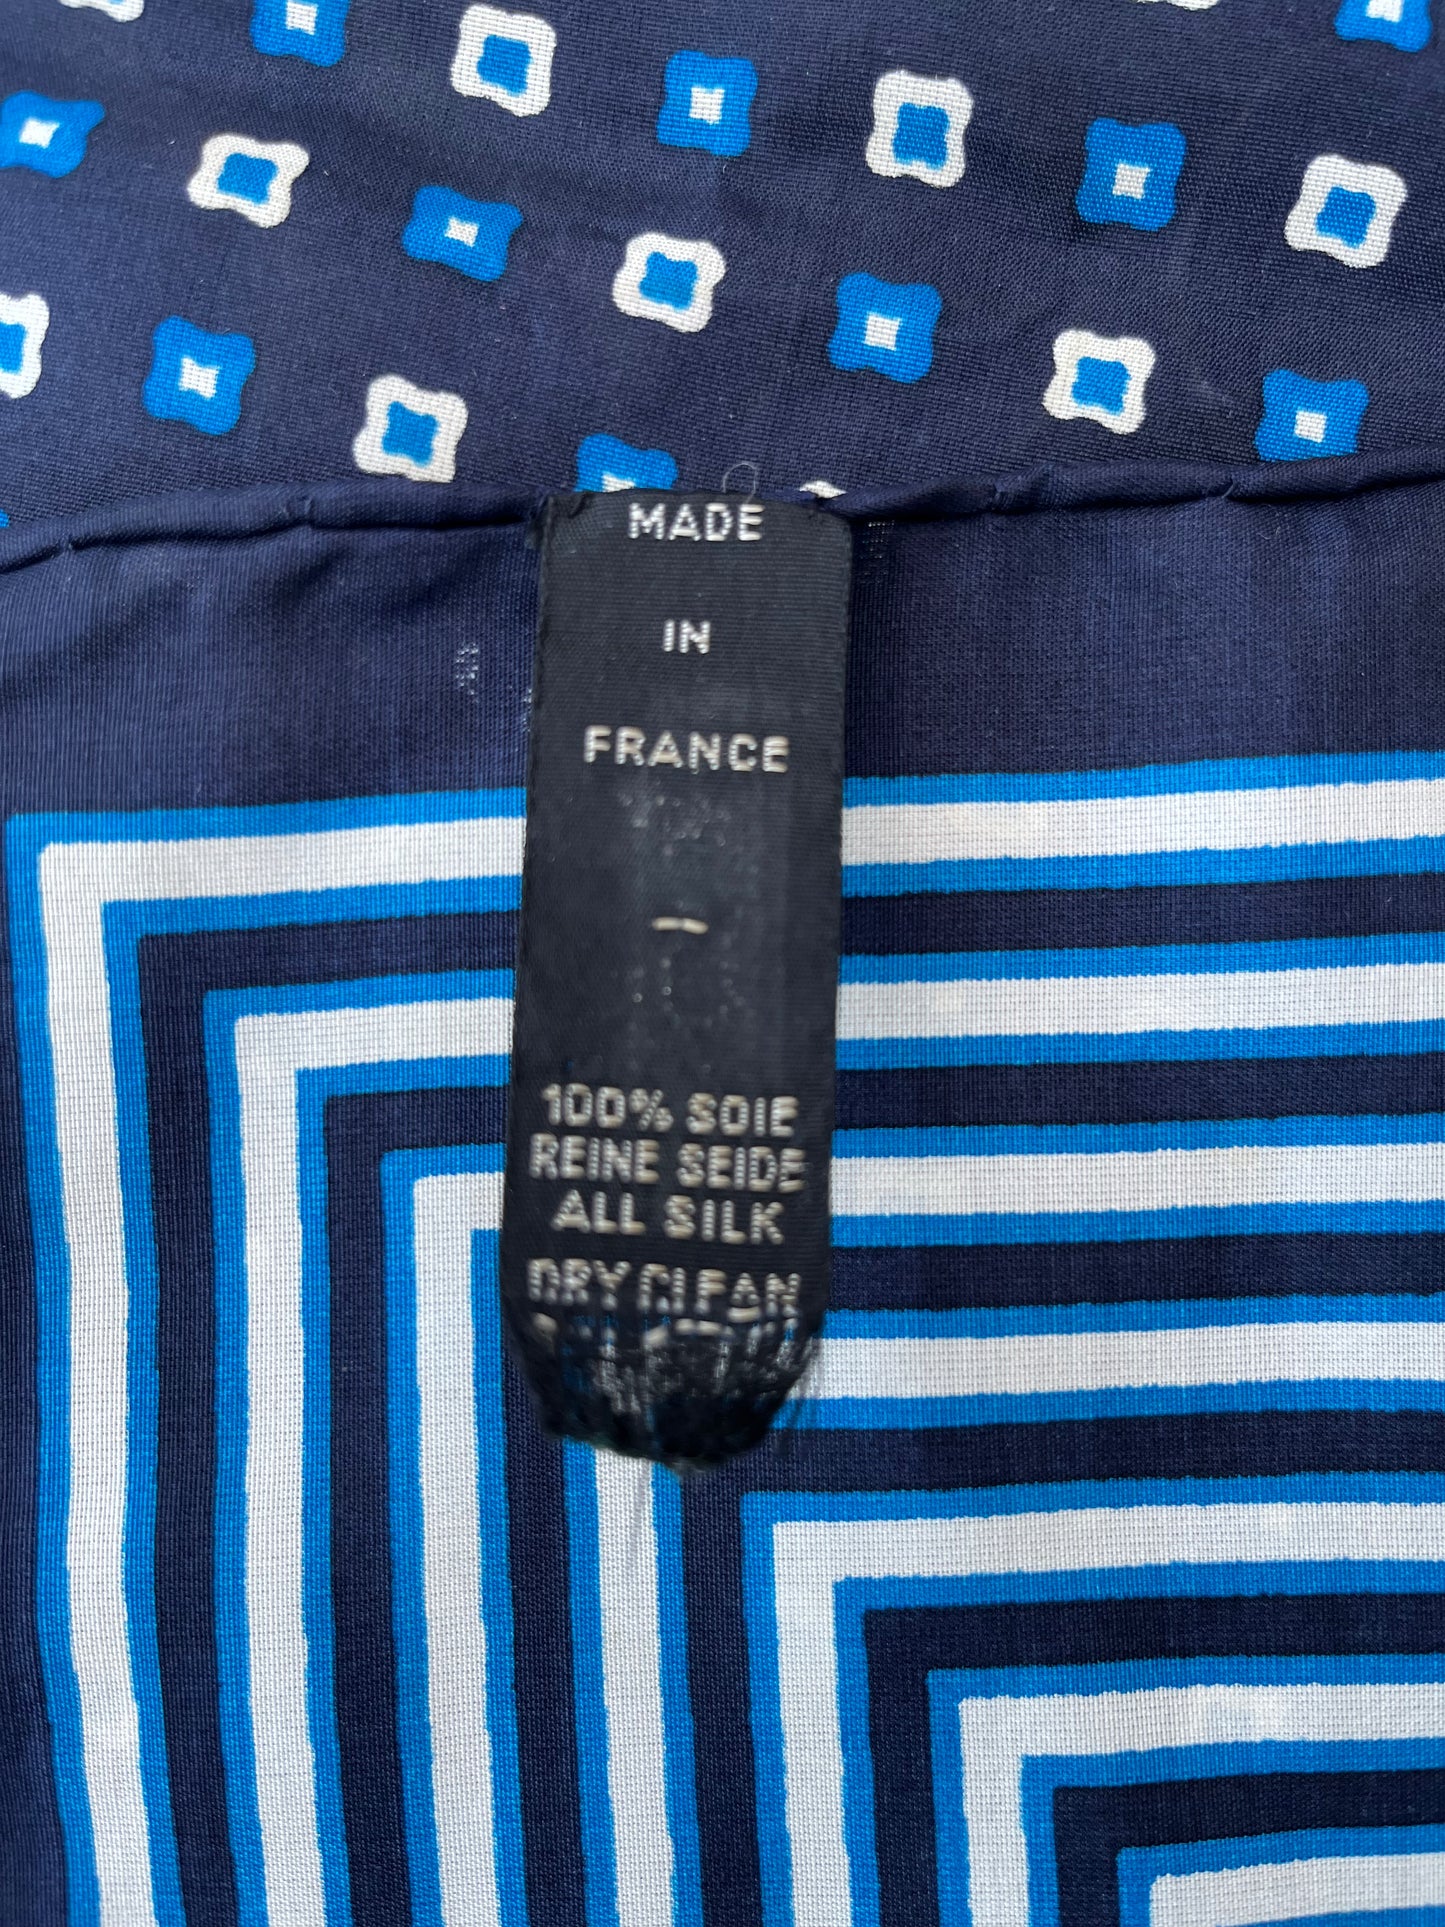 MADE
IN
FRANCE
-
100% SOIE
REINE SEIDE
ALL SILK
DRY CLEAN